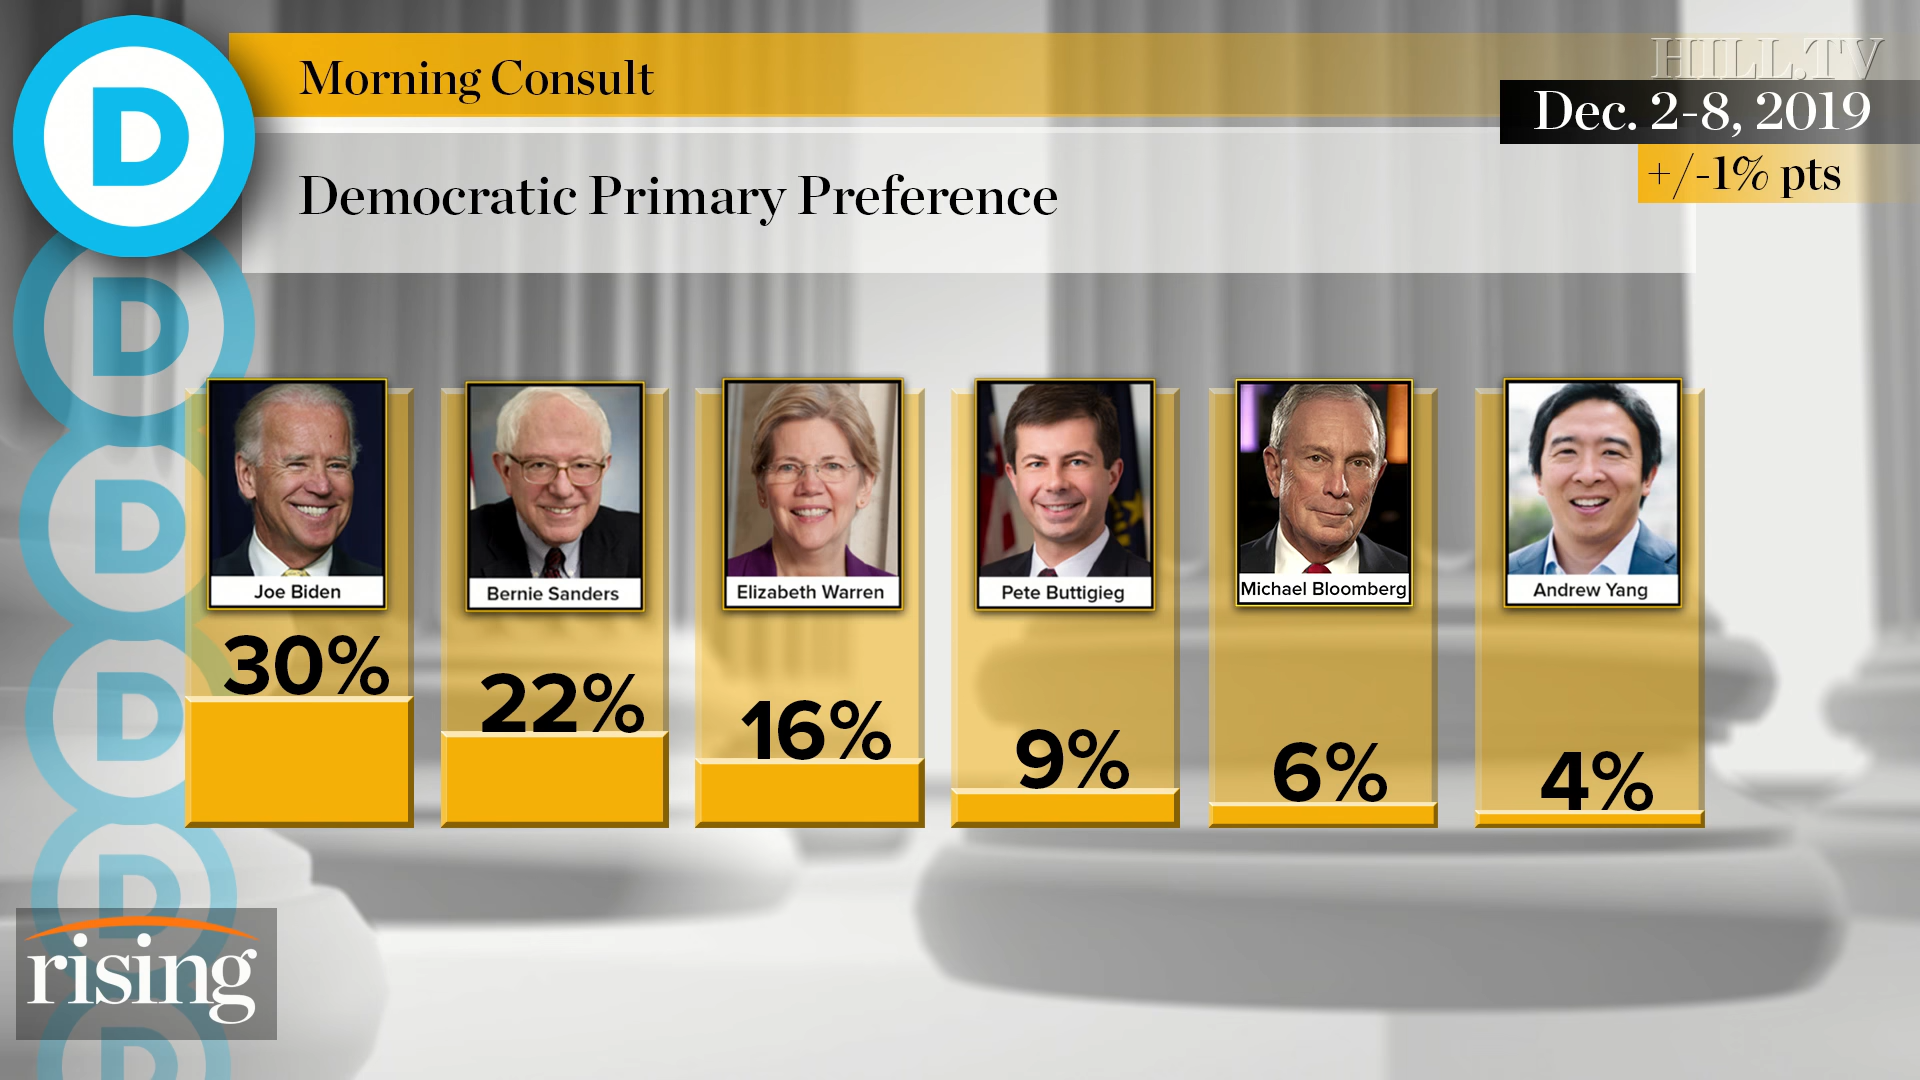 HILL.TV
Morning Consult
Dec. 2-8, 2019
+/-1% pts
Democratic Primary Preference
D
D
D
D
D
D
Joe Biden
Bernie Sanders
Elizabeth Warren
Pete Buttigieg
Michael Bloomberg
Andrew Yang
30%
22%
16%
9%
6%
4%
rising